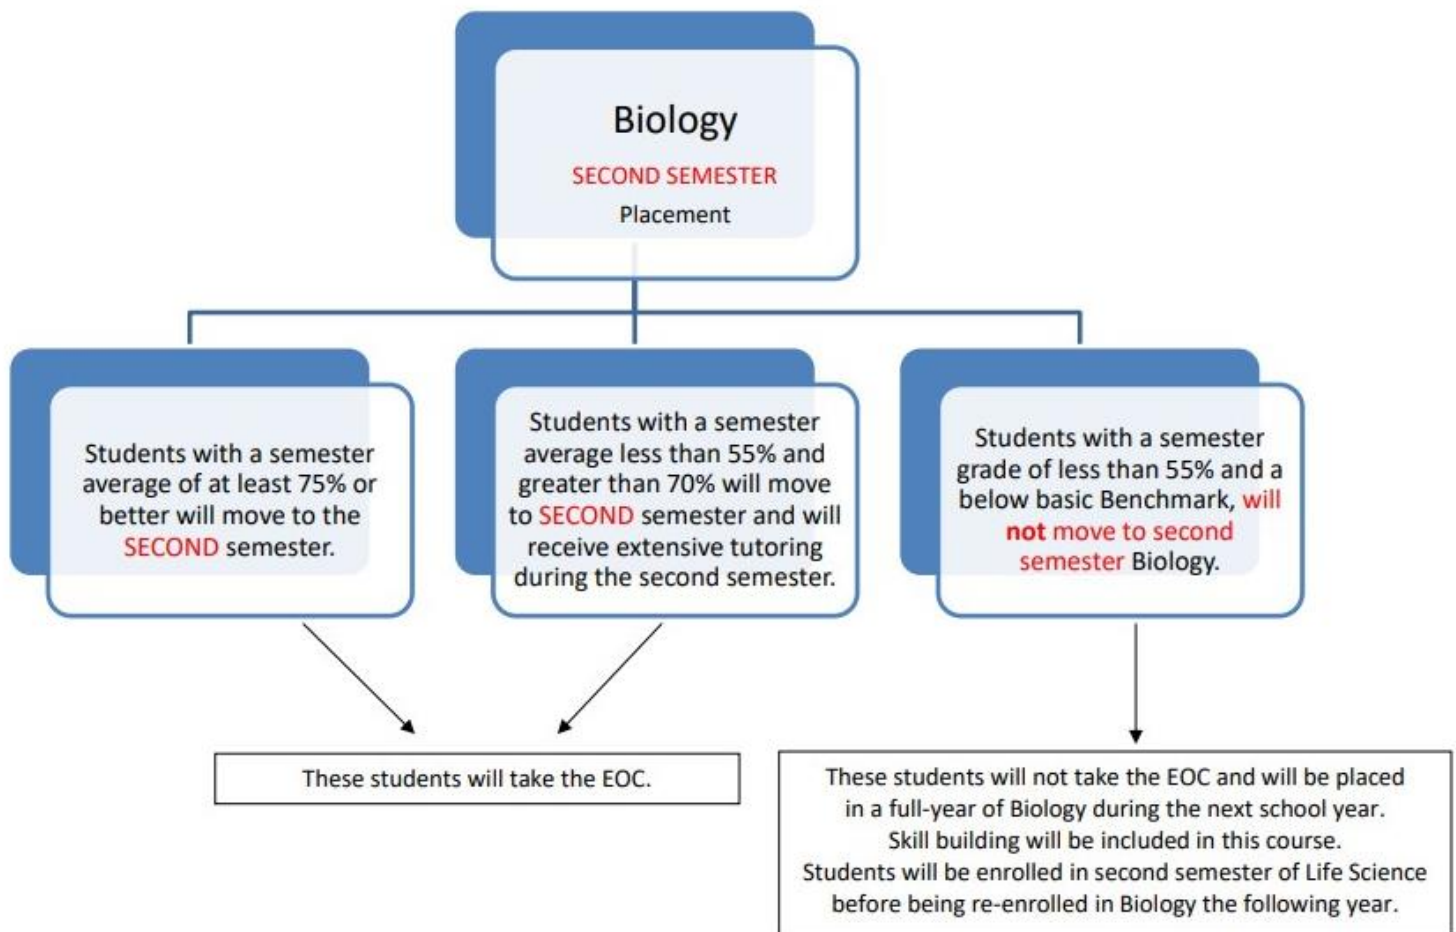 Biology
SECOND SEMESTER
Placement
Students with a semester
average of at least 75% or
better will move to the
SECOND semester.
Students with a semester
average less than 55% and
greater than 70% will move
to SECOND semester and will
receive extensive tutoring
during the second semester.
Students with a semester
grade of less than 55% and a
below basic Benchmark, will
not move to second
semester Biology.
These students will take the EOC.
These students will not take the EOC and will be placed
in a full-year of Biology during the next school year.
Skill building will be included in this course.
Students will be enrolled in second semester of Life Science
before being re-enrolled in Biology the following year.